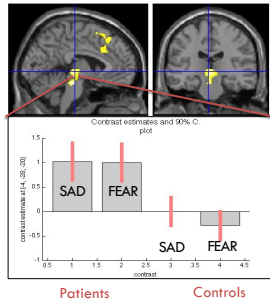 Contrast estimates and 90% C.
plot
contrast estimate at [-4, -28, -20]
1.5
1
0.5
0
-0.5
-1
SAD
FEAR
SAD
FEAR
0.5 1 1.5 2 2.5 3 3.5 4 4.5
contrast
Patients Controls